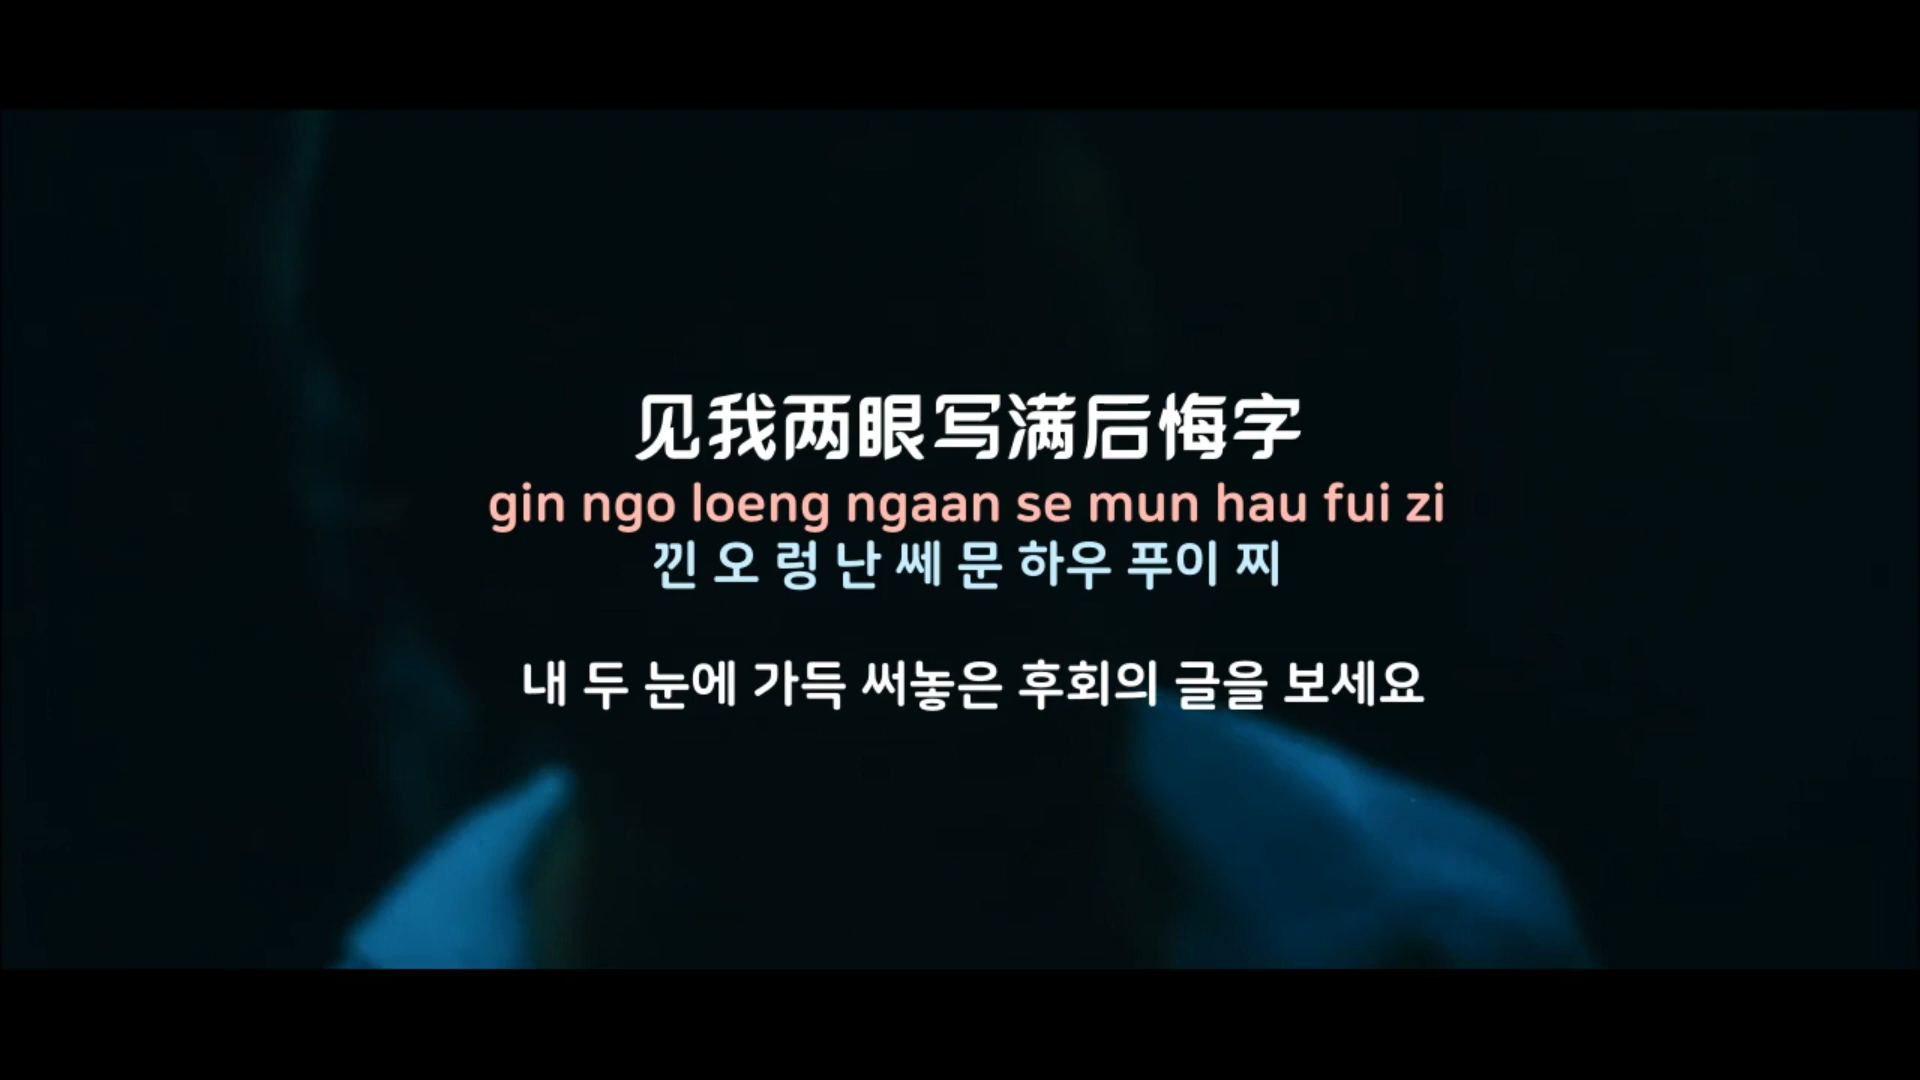 见我两眼写满后悔字
gin ngo loeng ngaan se mun hau fui zi
낀 오 렁 난 쎄 문 하우 푸이 찌
내 두 눈에 가득 써놓은 후회의 글을 보세요